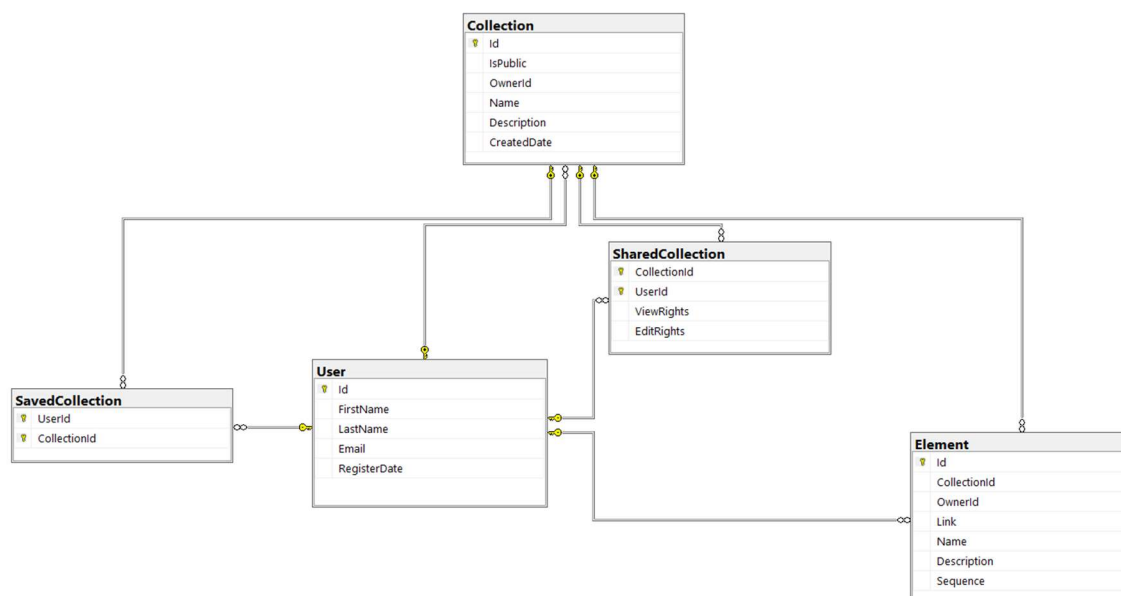 Collection
Id
IsPublic
OwnerId
Name
Description
CreatedDate
SharedCollection
CollectionId
UserId
ViewRights
EditRights
User
Id
FirstName
LastName
Email
RegisterDate
SavedCollection
UserId
CollectionId
Element
Id
CollectionId
OwnerId
Link
Name
Description
Sequence